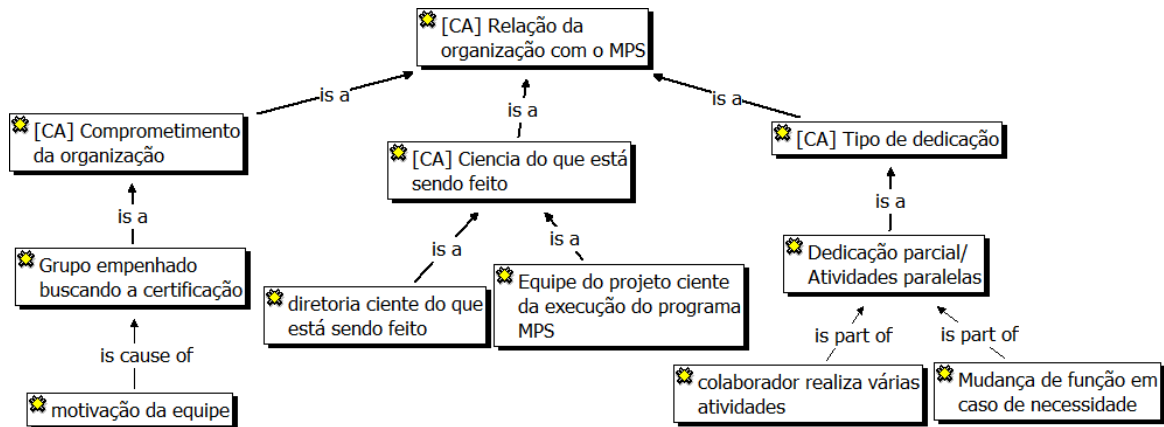 [CA] Relação da
organização com o MPS
is a
is a
is a
[CA] Comprometimento
da organização
[CA] Ciencia do que está
sendo feito
[CA] Tipo de dedicação
is a
is a
is a
is a
Grupo empenhado
buscando a certificação
diretoria ciente do que
está sendo feito
Equipe do projeto ciente
da execução do programa
MPS
Dedicação parcial/
Atividades paralelas
is cause of
is part of
is part of
motivação da equipe
colaborador realiza várias
atividades
Mudança de função em
caso de necessidade